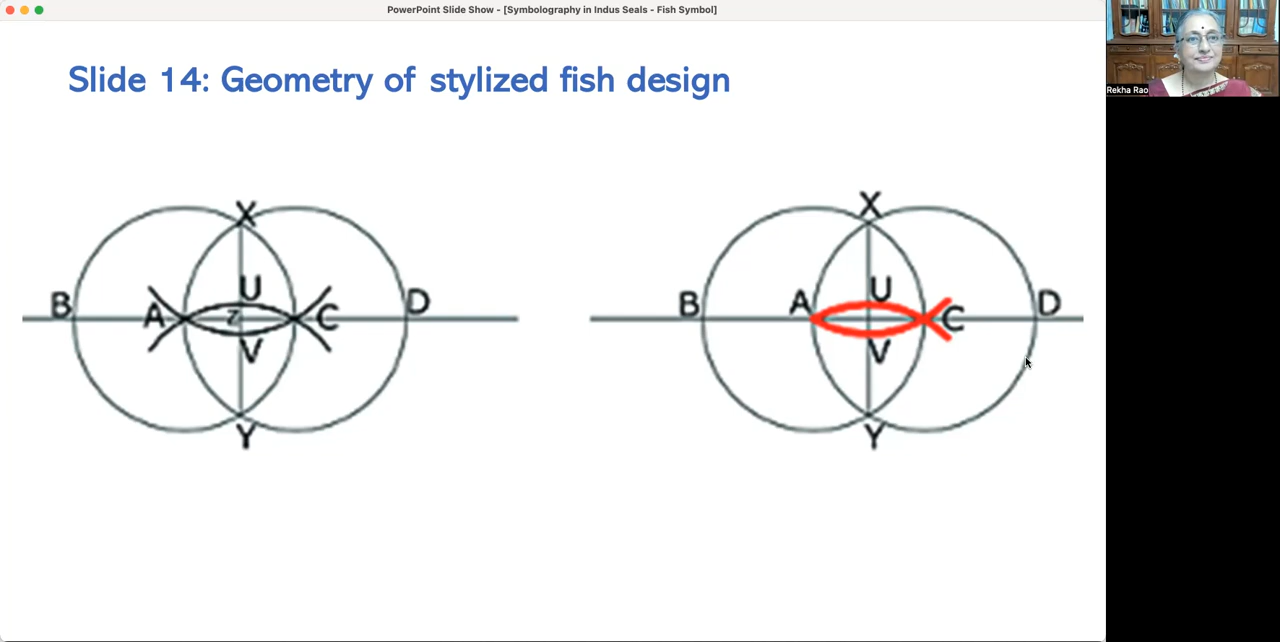 PowerPoint Slide Show - [Symbolography in Indus Seals - Fish Symbol]
Rekha Rao
Slide 14: Geometry of stylized fish design
X
U
B A Z C D
V
Y
X
U
B A C D
V
Y